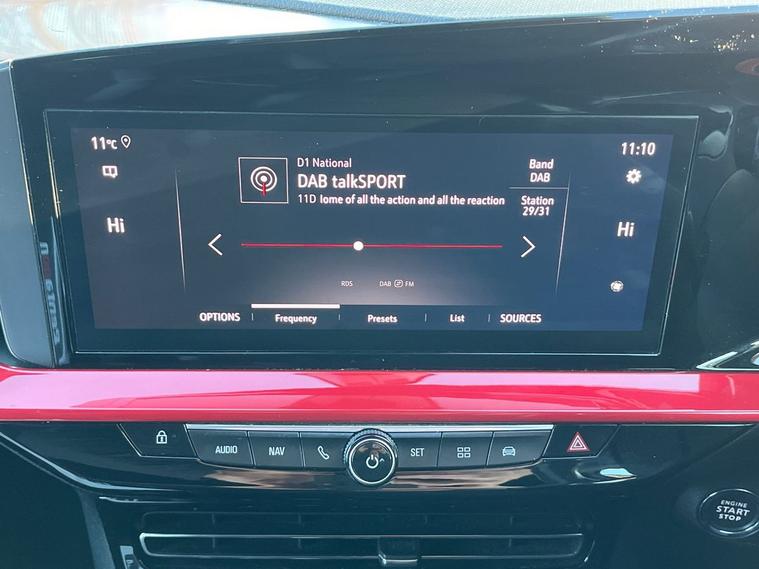 11°C
11:10
D1 National
DAB talkSPORT
11D lome of all the action and all the reaction
Band
DAB
Station
29/31
Hi
Hi
RDS
DAB FM
OPTIONS
Frequency
Presets
List
SOURCES
AUDIO
NAV
SET
ENGINE
START
STOP